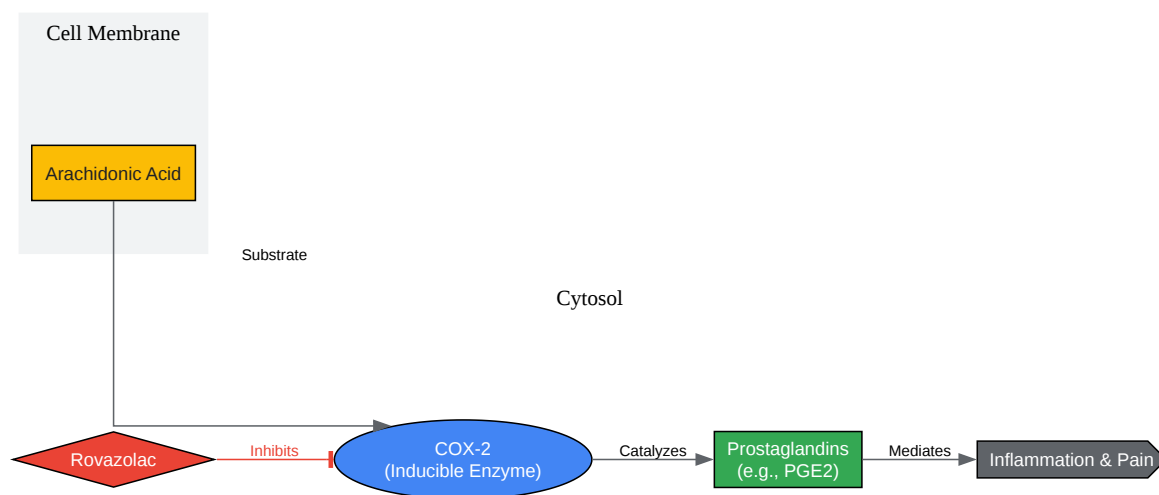 Cell Membrane
Arachidonic Acid
Substrate
Cytosol
Rovazolac
Inhibits
COX-2
(Inducible Enzyme)
Catalyzes
Prostaglandins
(e.g., PGE2)
Mediates
Inflammation & Pain